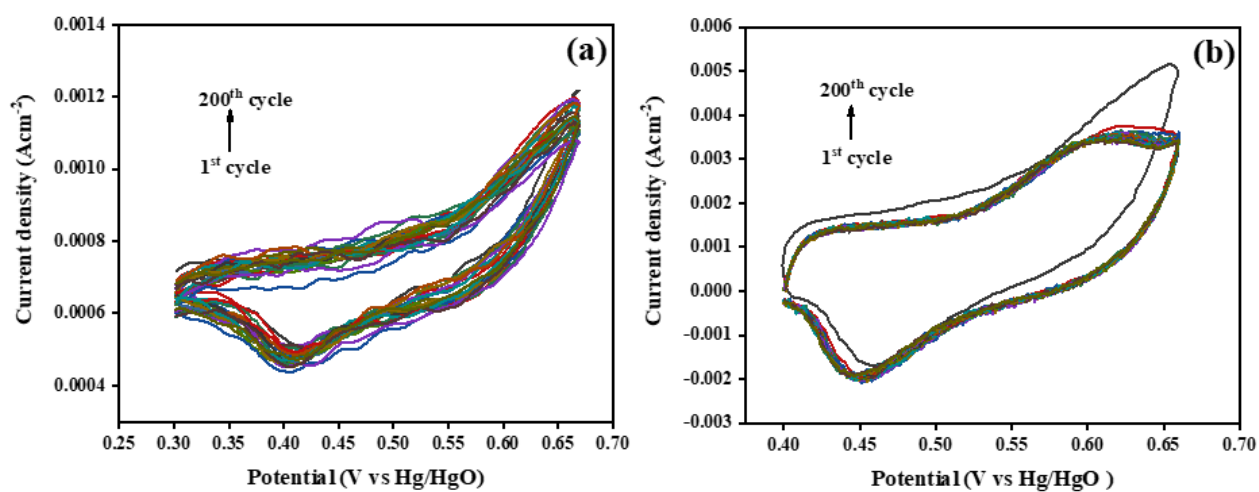 (a)
200th cycle
1st cycle
Current density (Acm-2)
0.0014
0.0012
0.0010
0.0008
0.0006
0.0004
0.25 0.30 0.35 0.40 0.45 0.50 0.55 0.60 0.65 0.70
Potential (V vs Hg/HgO)
(b)
200th cycle
1st cycle
Current density (Acm-2)
0.006
0.005
0.004
0.003
0.002
0.001
0.000
-0.001
-0.002
-0.003
0.40 0.45 0.50 0.55 0.60 0.65 0.70
Potential (V vs Hg/HgO )